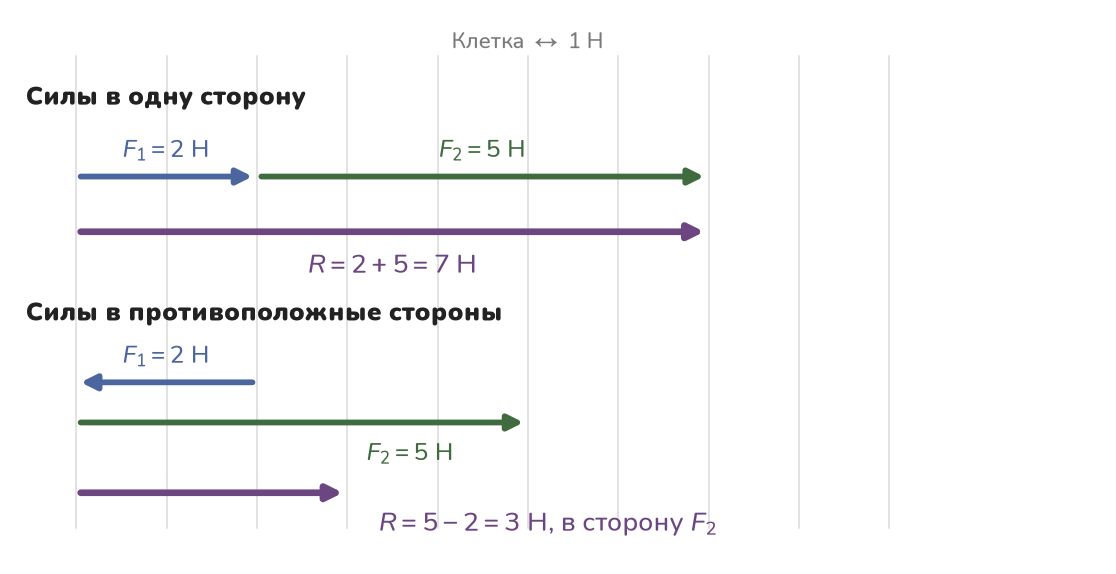 Клетка ↔ 1 Н
Силы в одну сторону
F₁ = 2 Н
F₂ = 5 Н
R = 2 + 5 = 7 Н
Силы в противоположные стороны
F₁ = 2 Н
F₂ = 5 Н
R = 5 − 2 = 3 Н, в сторону F₂